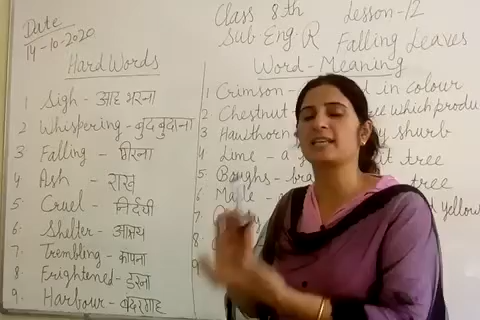 Date
14-10-2020
Class 8th Lesson-12
Sub Eng.R Falling Leaves
Hard Words
1 Sigh - आह भरना
2 Whispering - बुदबुदाना
3 Falling - गिरना
4 Ash - राख
5 Cruel - निर्दयी
6 Shelter - आश्रय
7. Trembling - कांपना
8. Frightened - डरना
9. Harbour - बंदरगाह
Word-Meaning
1 Crimson - in colour
2 Chestnut - which produ
3 Hawthorn shurb
4 Lime - a tree
5 Boughs - bra tree
6 yellow
7
8
9